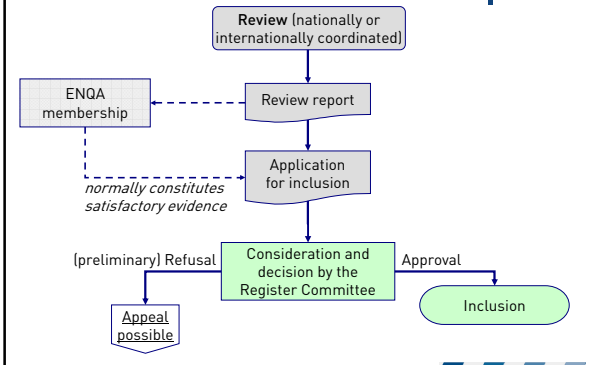 Review (nationally or
internationally coordinated)
ENQA
membership
Review report
Application
for inclusion
normally constitutes
satisfactory evidence
(preliminary) Refusal
Consideration and
decision by the
Register Committee
Approval
Appeal
possible
Inclusion